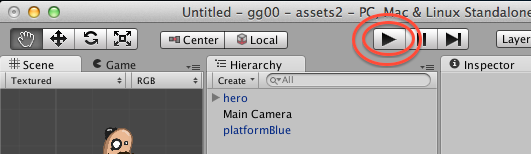 Untitled - gg00 - assets2 - PC, Mac & Linux Standalone
Center Local Layer
Scene Game Hierarchy Inspector
Textured RGB Create All
hero
Main Camera
platformBlue